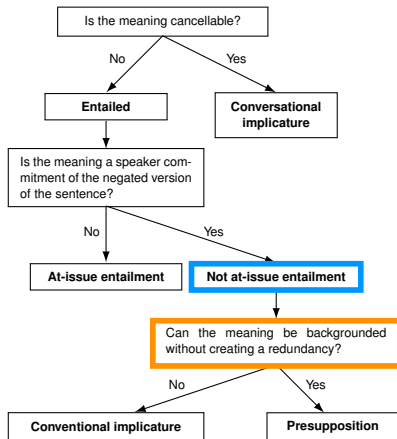 Is the meaning cancellable?
No
Yes
Entailed
Conversational
implicature
Is the meaning a speaker com-
mitment of the negated version
of the sentence?
No
Yes
At-issue entailment
Not at-issue entailment
Can the meaning be backgrounded
without creating a redundancy?
No
Yes
Conventional implicature
Presupposition